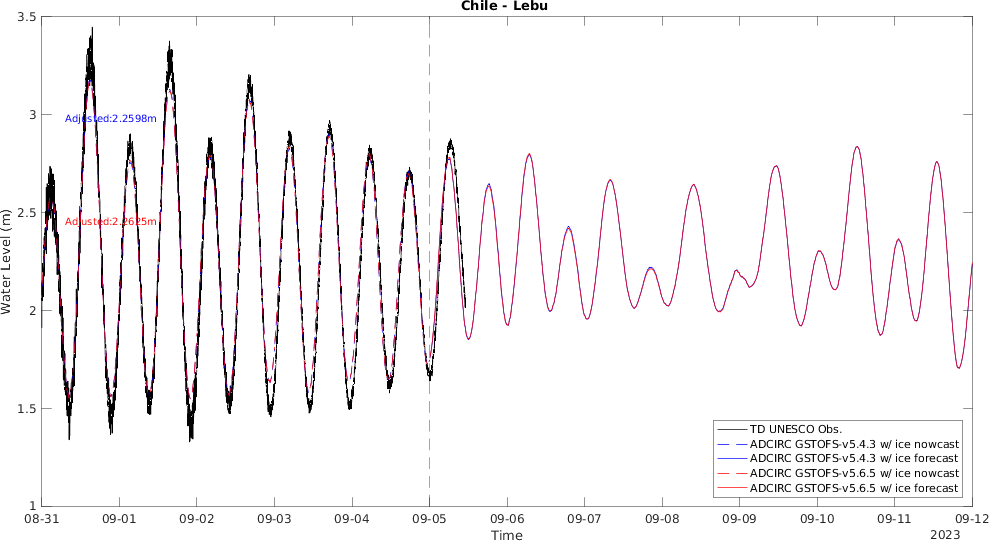 Chile - Lebu
3.5
3
2.5
2
1.5
1
Water Level (m)
Adjusted:2.2598m
Adjusted:2.2625m
TD UNESCO Obs.
ADCIRC GSTOFS-v5.4.3 w/ ice nowcast
ADCIRC GSTOFS-v5.4.3 w/ ice forecast
ADCIRC GSTOFS-v5.6.5 w/ ice nowcast
ADCIRC GSTOFS-v5.6.5 w/ ice forecast
08-31 09-01 09-02 09-03 09-04 09-05 09-06 09-07 09-08 09-09 09-10 09-11 09-12
Time
2023